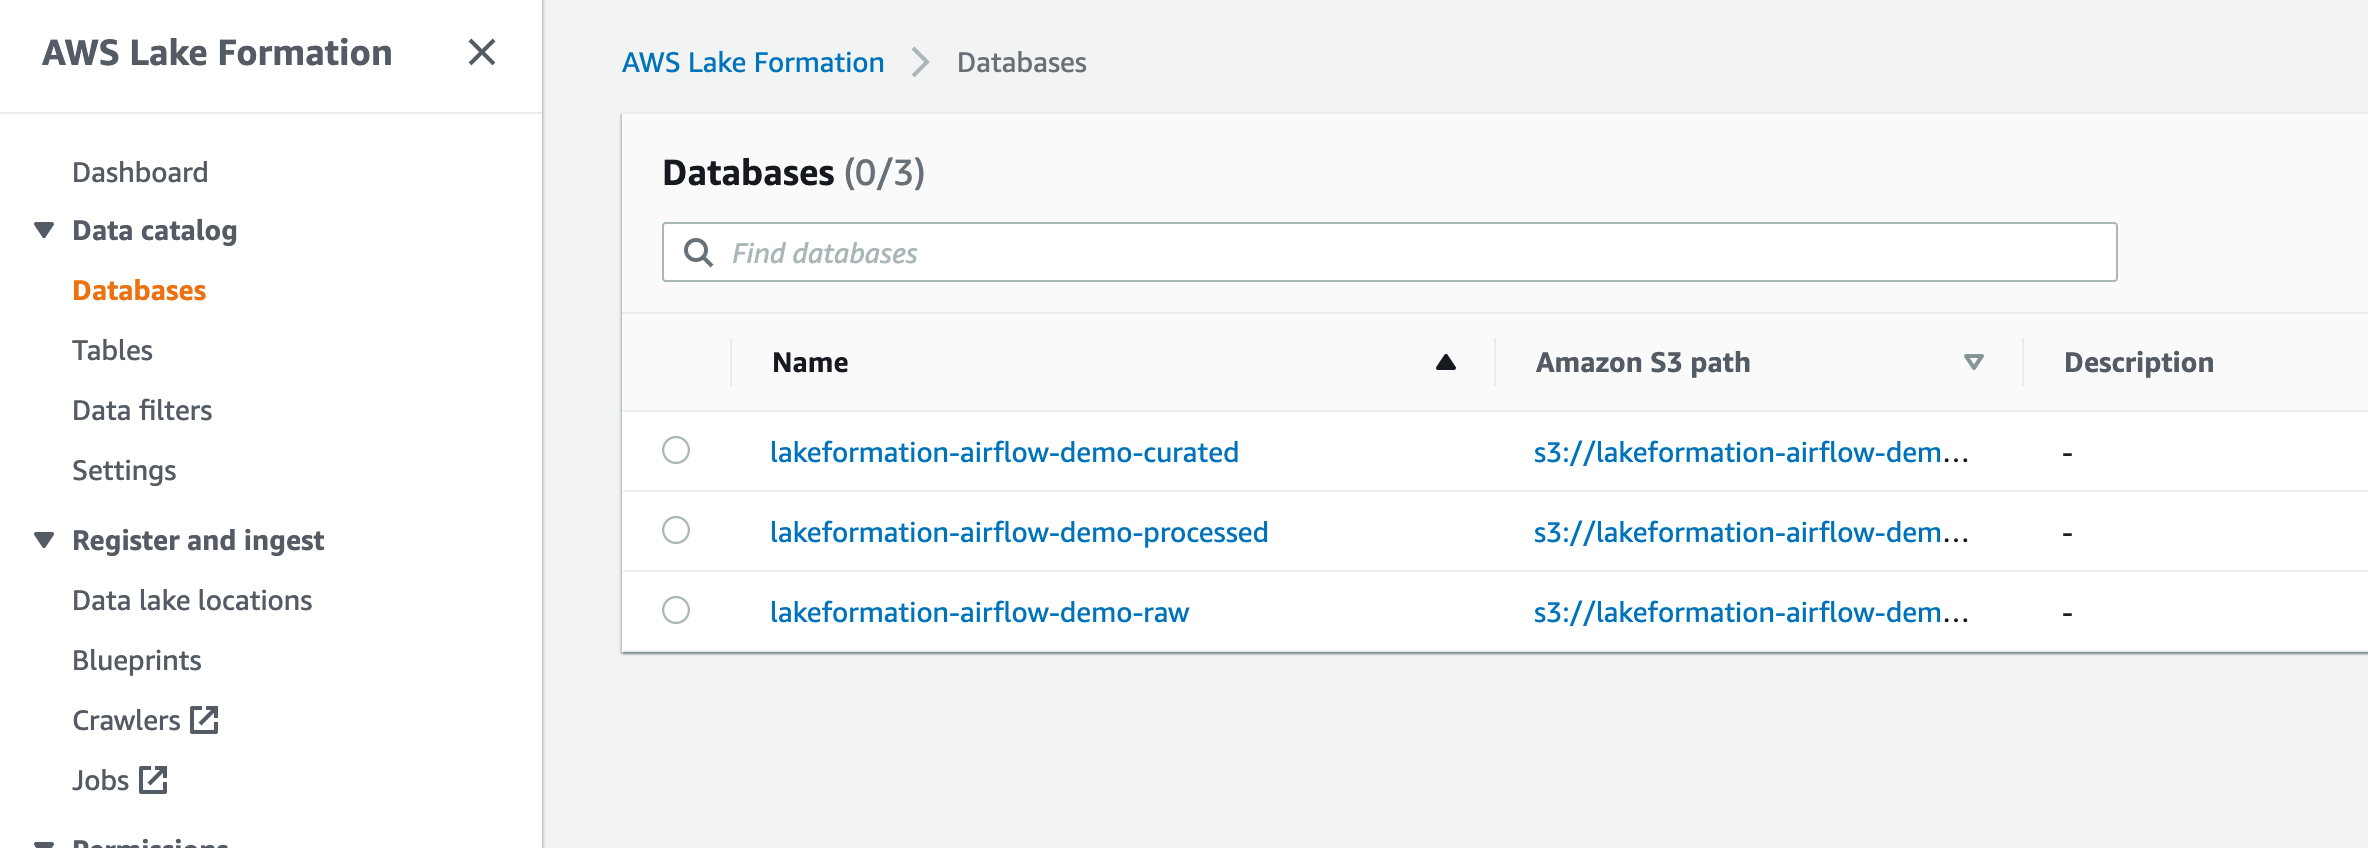 AWS Lake Formation
Dashboard
Data catalog
Databases
Tables
Data filters
Settings
Register and ingest
Data lake locations
Blueprints
Crawlers
Jobs
Permissions
AWS Lake Formation Databases
Databases (0/3)
Find databases
Name Amazon S3 path Description
lakeformation-airflow-demo-curated s3://lakeformation-airflow-dem... -
lakeformation-airflow-demo-processed s3://lakeformation-airflow-dem... -
lakeformation-airflow-demo-raw s3://lakeformation-airflow-dem... -